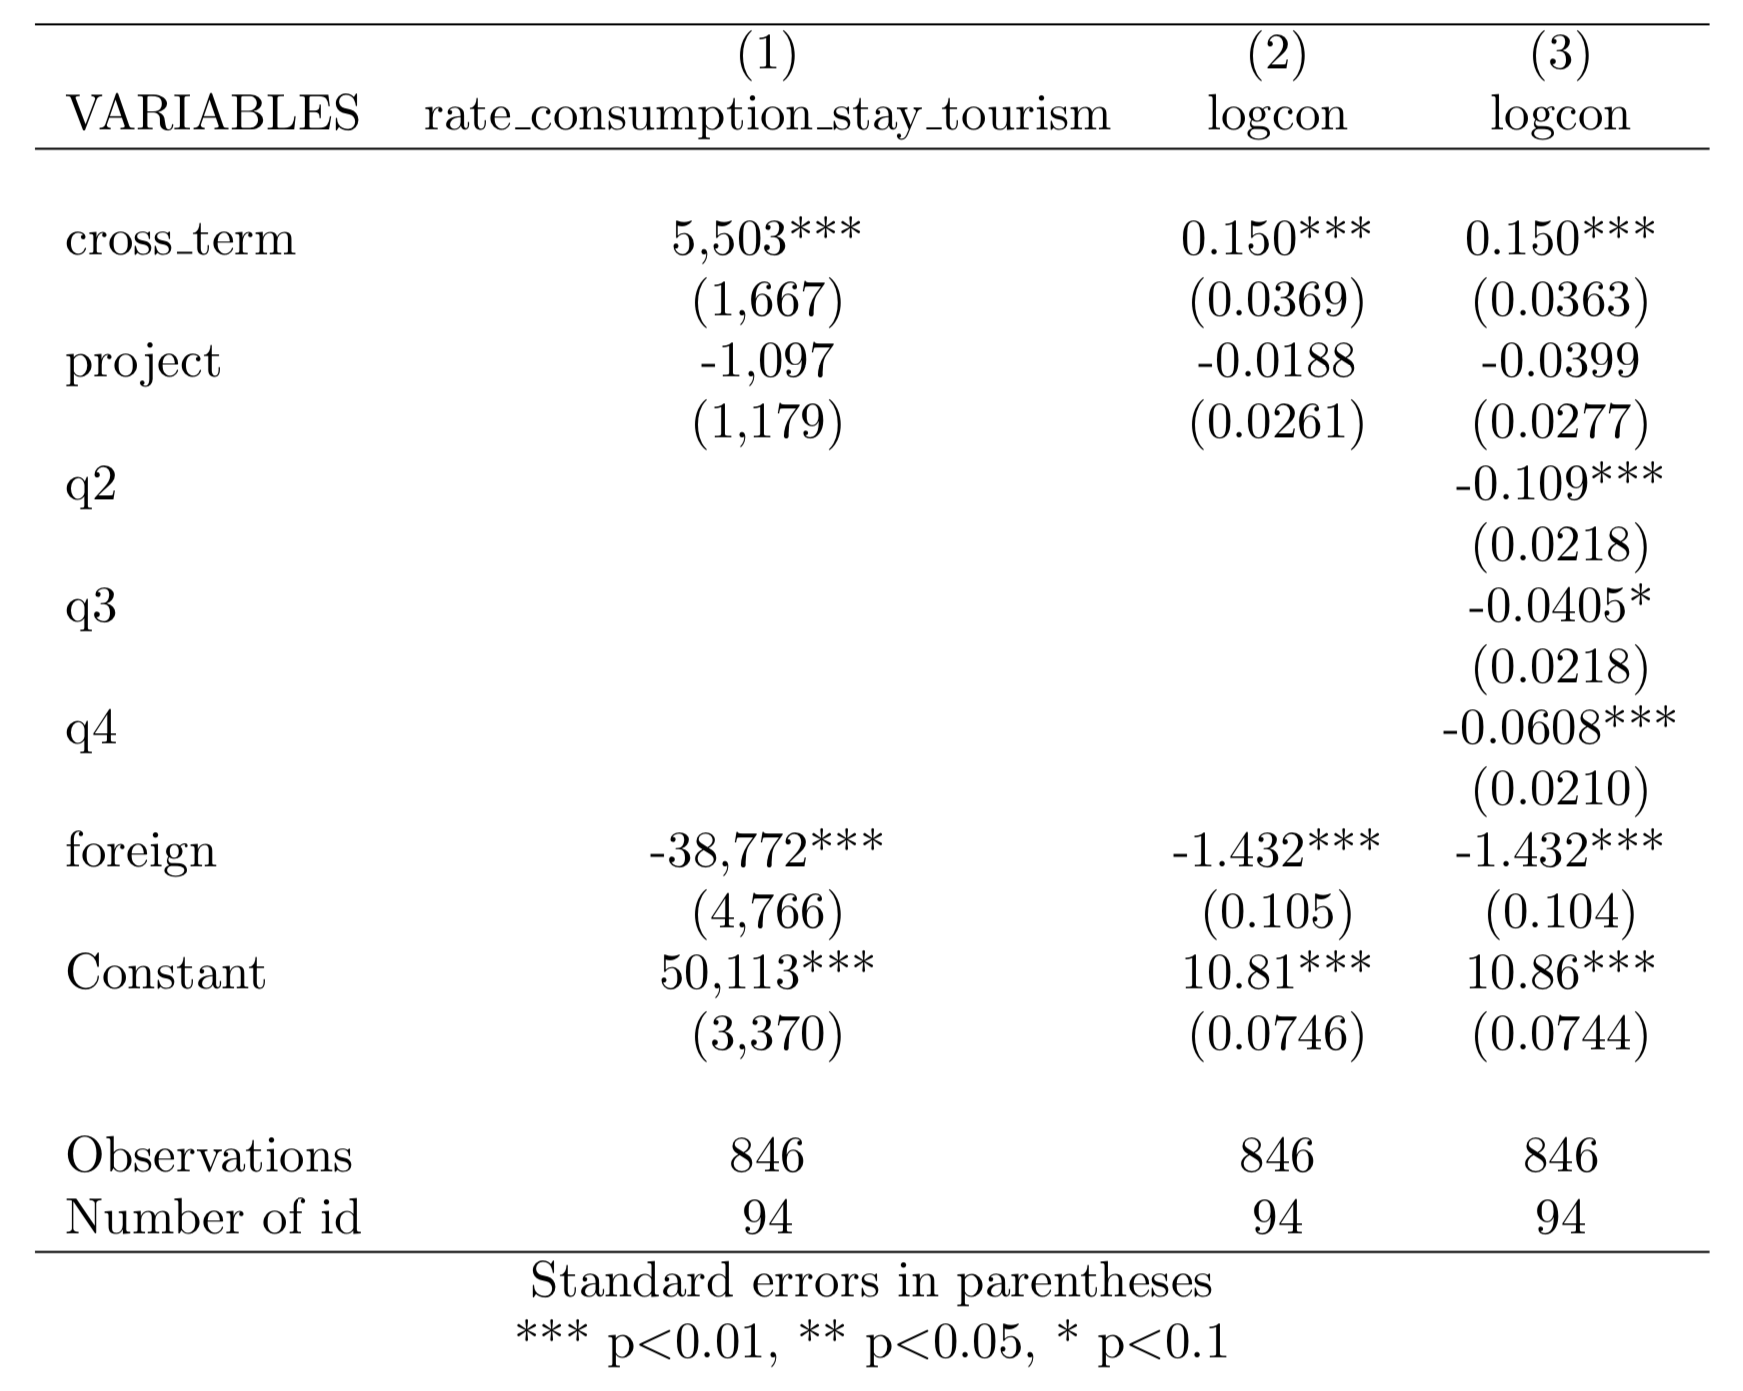 (1) (2) (3)
VARIABLES rate_consumption_stay_tourism logcon logcon
cross_term 5,503*** 0.150*** 0.150***
(1,667) (0.0369) (0.0363)
project -1,097 -0.0188 -0.0399
(1,179) (0.0261) (0.0277)
q2 -0.109***
(0.0218)
q3 -0.0405*
(0.0218)
q4 -0.0608***
(0.0210)
foreign -38,772*** -1.432*** -1.432***
(4,766) (0.105) (0.104)
Constant 50,113*** 10.81*** 10.86***
(3,370) (0.0746) (0.0744)
Observations 846 846 846
Number of id 94 94 94
Standard errors in parentheses
*** p<0.01, ** p<0.05, * p<0.1